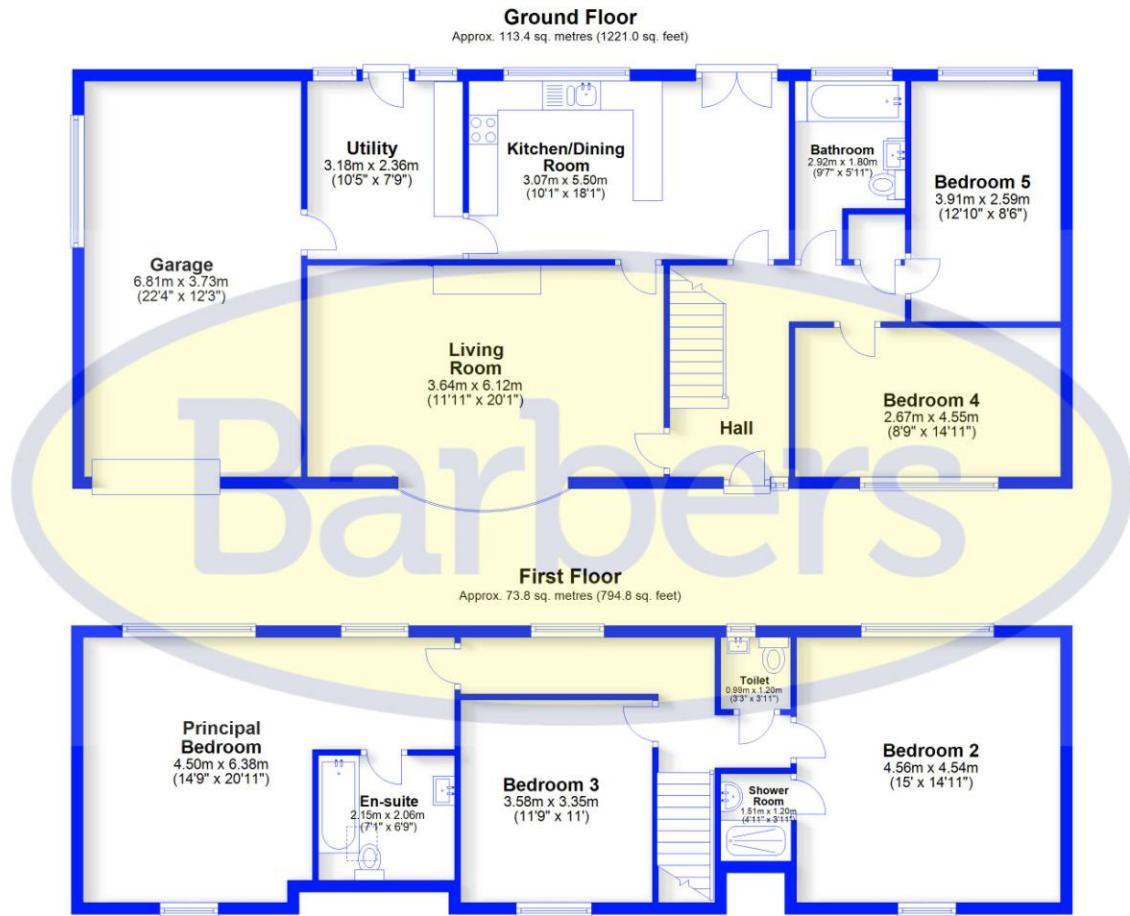 Ground Floor
Approx. 113.4 sq. metres (1221.0 sq. feet)
Utility
3.18m x 2.36m
(10'5" x 7'9")
Kitchen/Dining
Room
3.07m x 5.50m
(10'1" x 18'1")
Bathroom
2.92m x 1.80m
(9'7" x 5'11")
Bedroom 5
3.91m x 2.59m
(12'10" x 8'6")
Garage
6.81m x 3.73m
(22'4" x 12'3")
Living
Room
3.64m x 6.12m
(11'11" x 20'1")
Hall
Bedroom 4
2.67m x 4.55m
(8'9" x 14'11")
Barbers
First Floor
Approx. 73.8 sq. metres (794.8 sq. feet)
Principal
Bedroom
4.50m x 6.38m
(14'9" x 20'11")
En-suite
2.15m x 2.06m
(7'1" x 6'9")
Bedroom 3
3.58m x 3.35m
(11'9" x 11')
Toilet
0.99m x 1.20m
(3'3" x 3'11")
Shower
Room
1.51m x 1.20m
(4'11" x 3'11")
Bedroom 2
4.56m x 4.54m
(15' x 14'11")